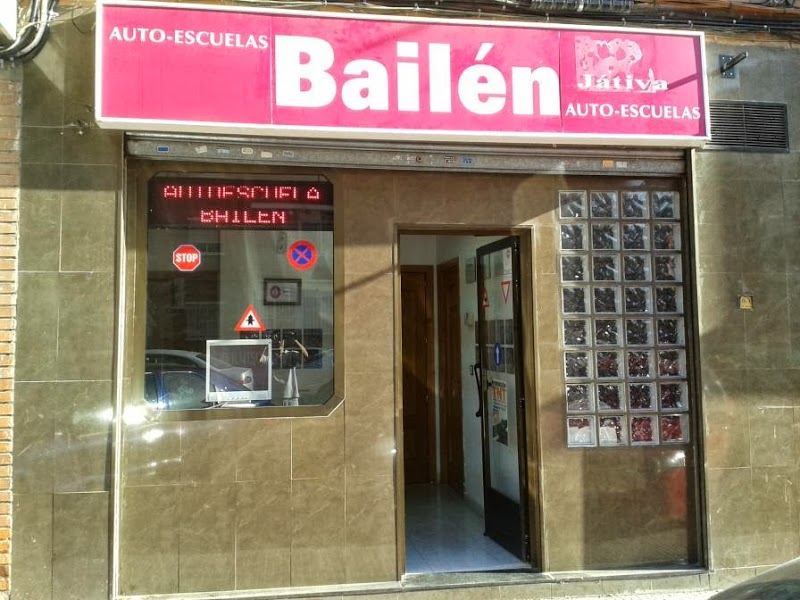 AUTO-ESCUELAS
Bailén
Játiva
AUTO-ESCUELAS
AUTOESCUELA
BAILEN
STOP